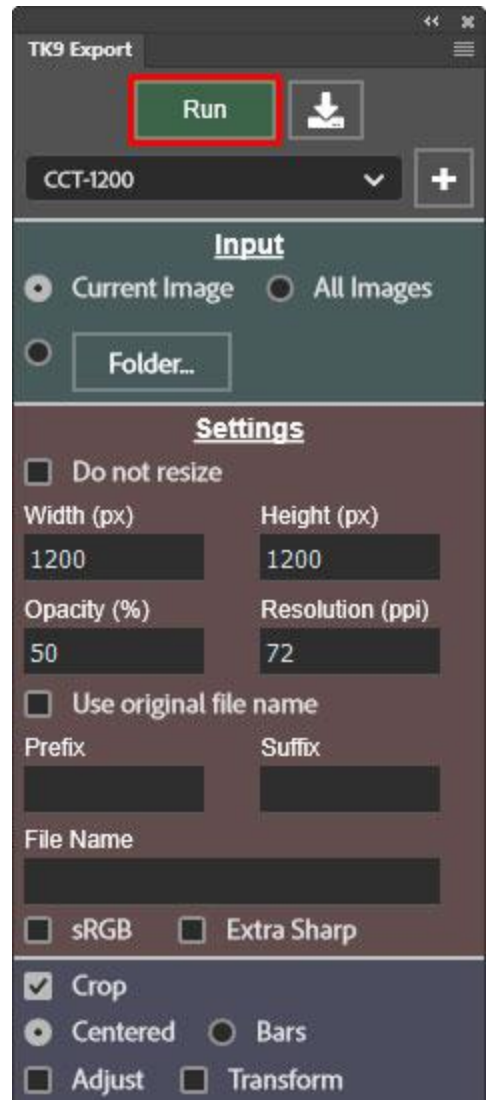 TK9 Export
Run
CCT-1200
Input
Current Image All Images
Folder...
Settings
Do not resize
Width (px) Height (px)
1200 1200
Opacity (%) Resolution (ppi)
50 72
Use original file name
Prefix Suffix
File Name
sRGB Extra Sharp
Crop
Centered Bars
Adjust Transform